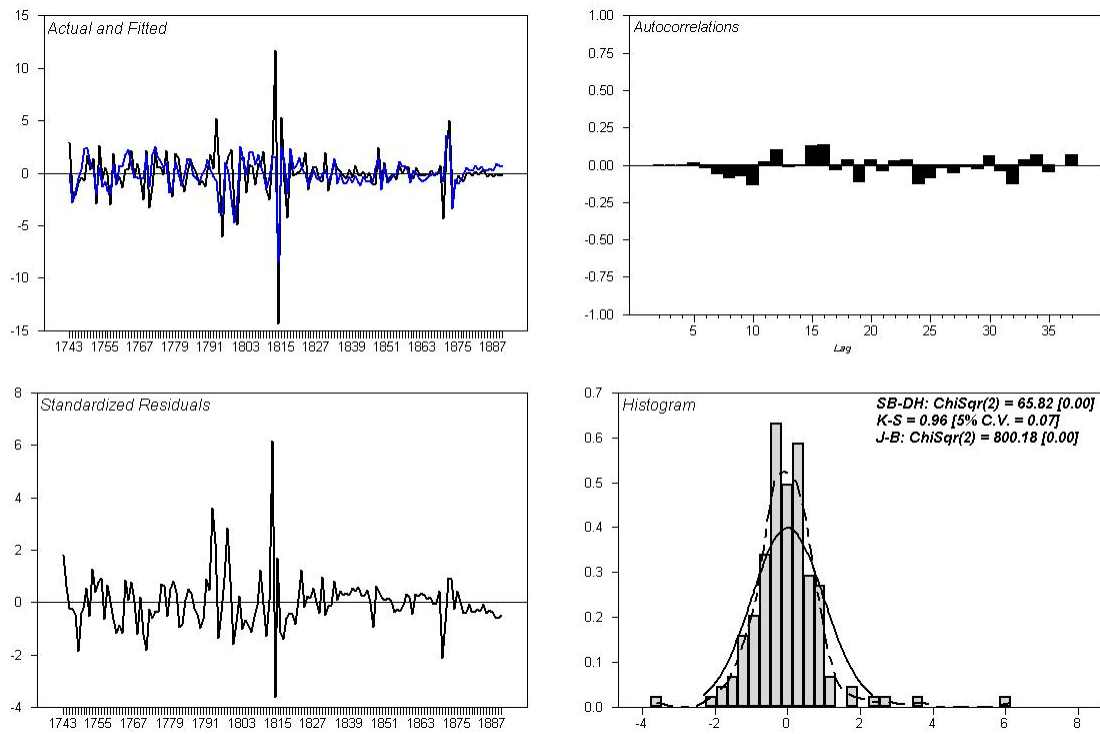 Actual and Fitted
15
10
5
0
-5
-10
-15
1743 1755 1767 1779 1791 1803 1815 1827 1839 1851 1863 1875 1887
Autocorrelations
1.00
0.75
0.50
0.25
0.00
-0.25
-0.50
-0.75
-1.00
5 10 15 20 25 30 35
Lag
Standardized Residuals
8
6
4
2
0
-2
-4
1743 1755 1767 1779 1791 1803 1815 1827 1839 1851 1863 1875 1887
Histogram
SB-DH: ChiSqr(2) = 65.82 [0.00]
K-S = 0.96 [5% C.V. = 0.07]
J-B: ChiSqr(2) = 800.18 [0.00]
0.7
0.6
0.5
0.4
0.3
0.2
0.1
0.0
-4 -2 0 2 4 6 8